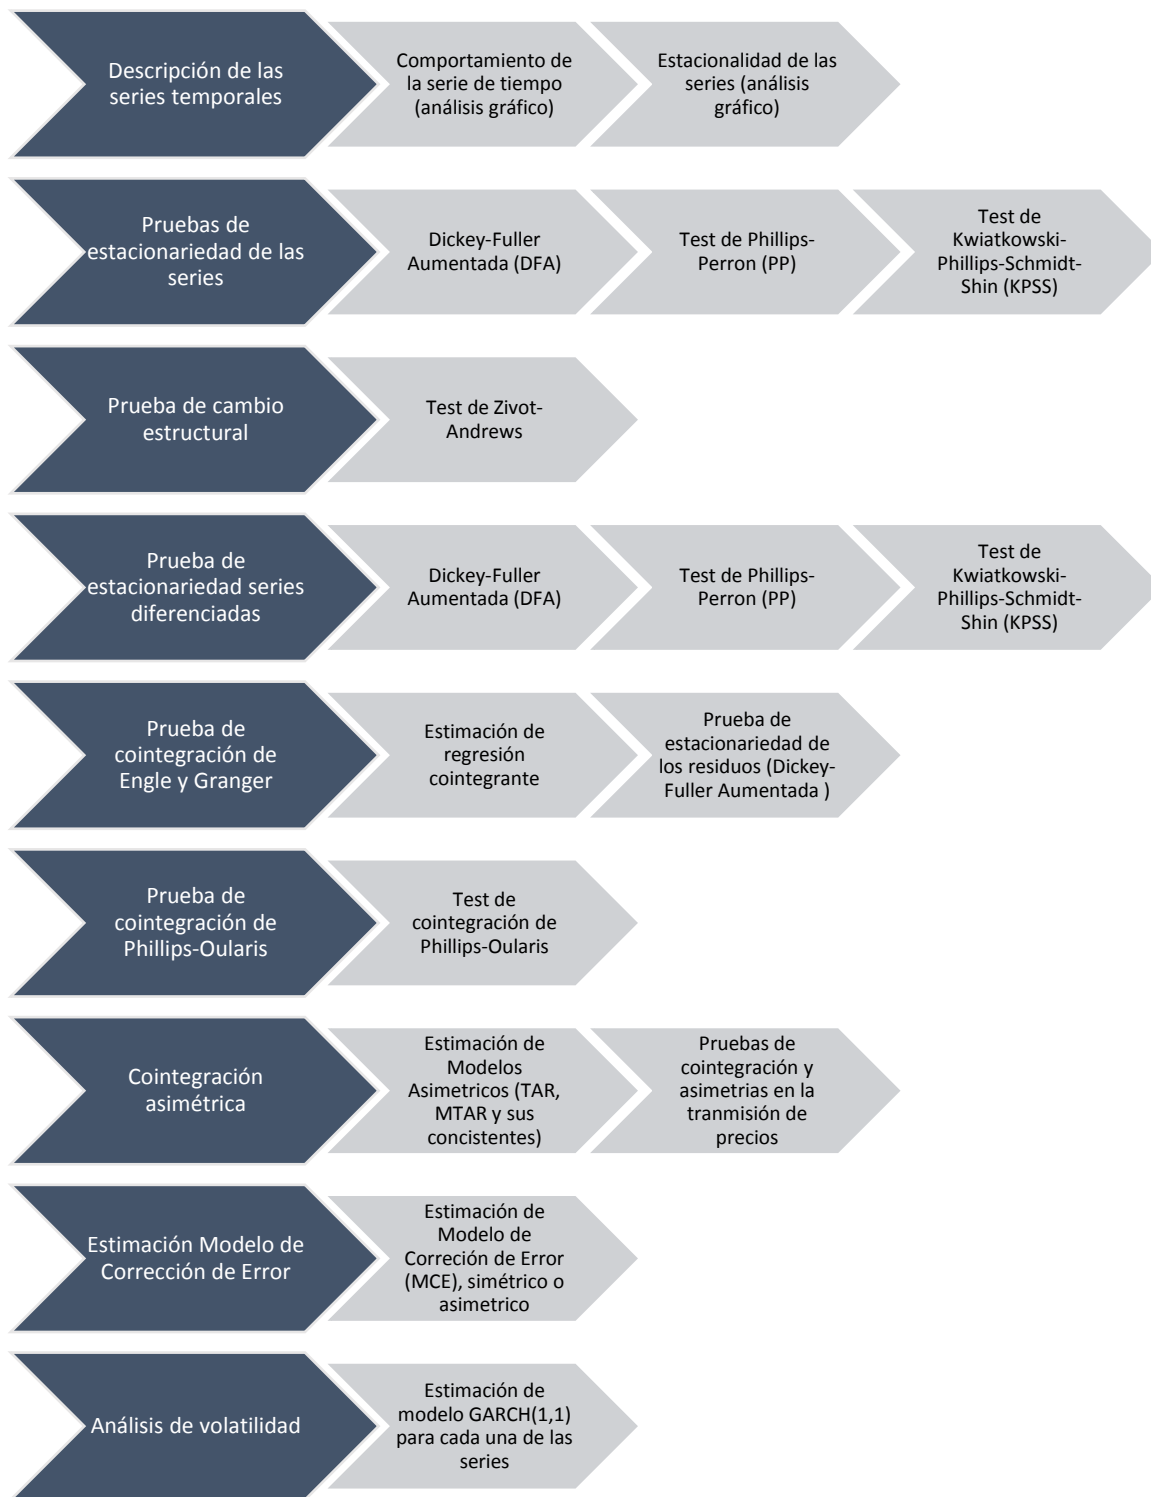 Descripción de las
series temporales
Comportamiento de
la serie de tiempo
(análisis gráfico)
Estacionalidad de las
series (análisis
gráfico)
Pruebas de
estacionariedad de las
series
Dickey-Fuller
Aumentada (DFA)
Test de Phillips-
Perron (PP)
Test de
Kwiatkowski-
Phillips-Schmidt-
Shin (KPSS)
Prueba de cambio
estructural
Test de Zivot-
Andrews
Prueba de
estacionariedad series
diferenciadas
Dickey-Fuller
Aumentada (DFA)
Test de Phillips-
Perron (PP)
Test de
Kwiatkowski-
Phillips-Schmidt-
Shin (KPSS)
Prueba de
cointegración de
Engle y Granger
Estimación de
regresión
cointegrante
Prueba de
estacionariedad de
los residuos (Dickey-
Fuller Aumentada )
Prueba de
cointegración de
Phillips-Oularis
Test de
cointegración de
Phillips-Oularis
Cointegración
asimétrica
Estimación de
Modelos
Asimetricos (TAR,
MTAR y sus
concistentes)
Pruebas de
cointegración y
asimetrias en la
tranmisión de
precios
Estimación Modelo de
Corrección de Error
Estimación de
Modelo de
Correción de Error
(MCE), simétrico o
asimetrico
Análisis de volatilidad
Estimación de
modelo GARCH(1,1)
para cada una de las
series